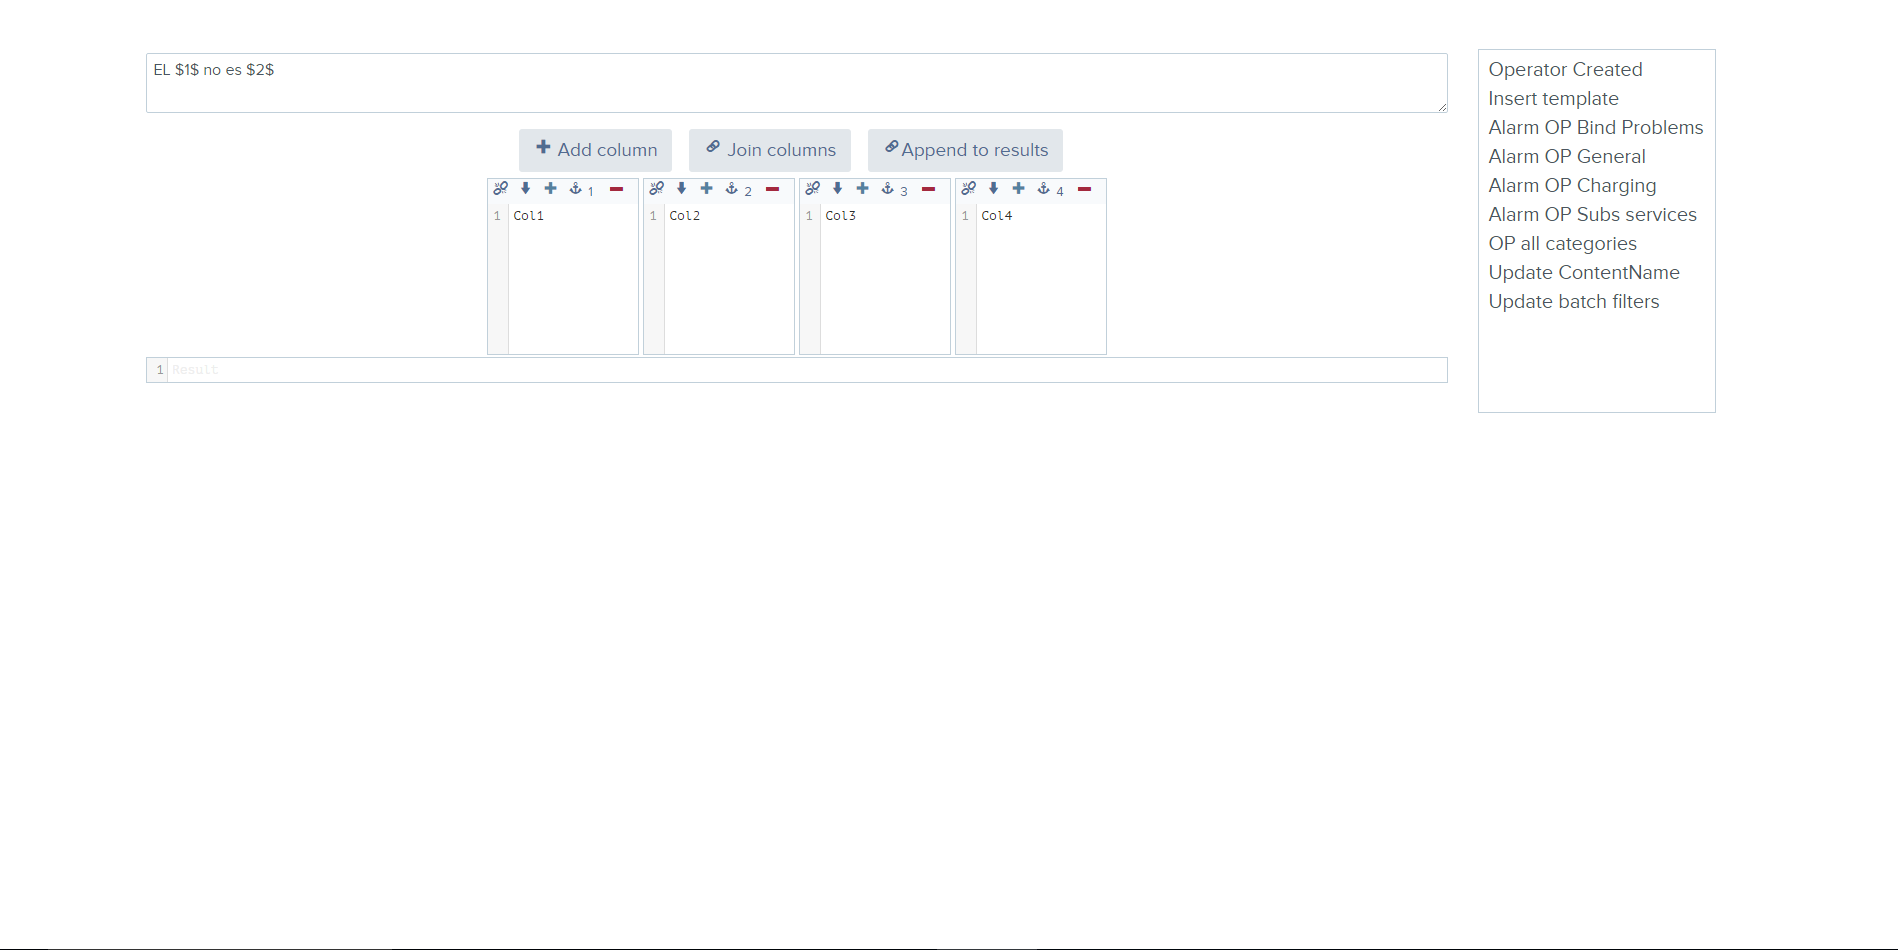 EL $1$ no es $2$
Add column Join columns Append to results
1 2 3 4
1 Col1 1 Col2 1 Col3 1 Col4
1 Result
Operator Created
Insert template
Alarm OP Bind Problems
Alarm OP General
Alarm OP Charging
Alarm OP Subs services
OP all categories
Update ContentName
Update batch filters